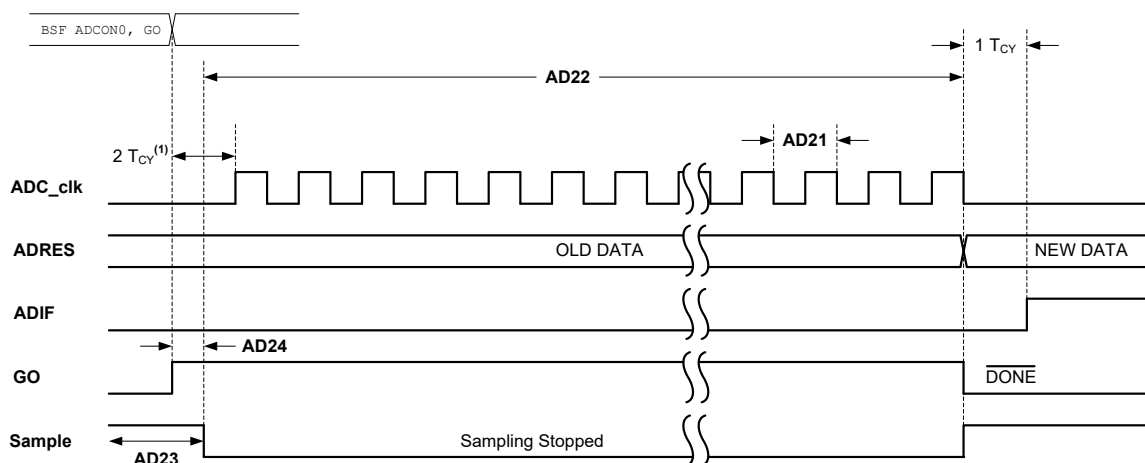 BSF ADCON0, GO
1 TCY
AD22
AD21
2 TCY(1)
ADC_clk
ADRES
OLD DATA
NEW DATA
ADIF
AD24
GO
DONE
Sample
Sampling Stopped
AD23